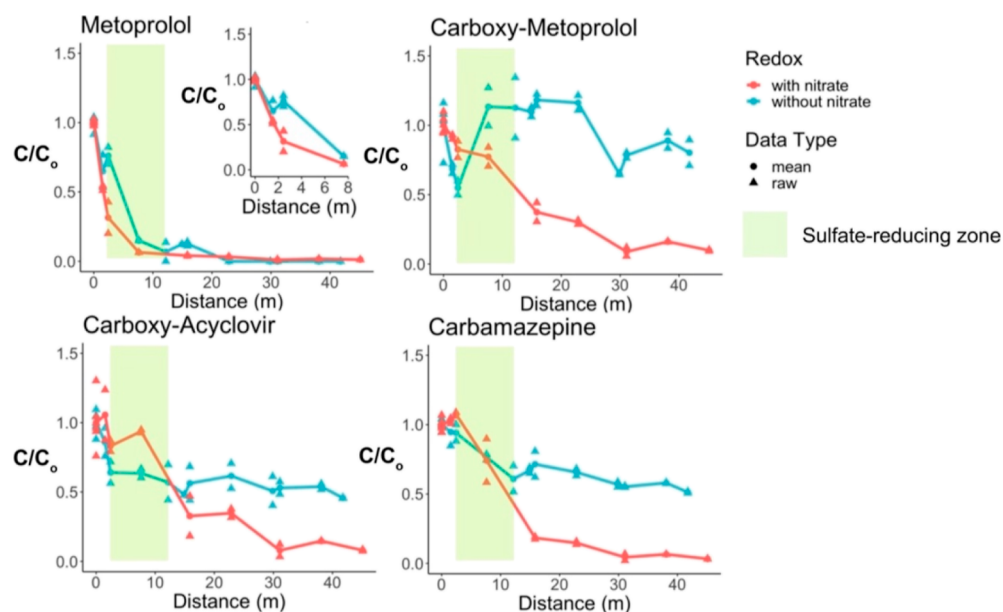 Metoprolol
1.5
1.0
0.5
0.0
C/Co
0 10 20 30 40
Distance (m)
1.5
1.0
0.5
0.0
C/Co
0 2 4 6 8
Distance (m)
Carboxy-Metoprolol
1.5
1.0
0.5
0.0
C/Co
0 10 20 30 40
Distance (m)
Redox
with nitrate
without nitrate
Data Type
mean
raw
Sulfate-reducing zone
Carboxy-Acyclovir
1.5
1.0
0.5
0.0
C/Co
0 10 20 30 40
Distance (m)
Carbamazepine
1.5
1.0
0.5
0.0
C/Co
0 10 20 30 40
Distance (m)